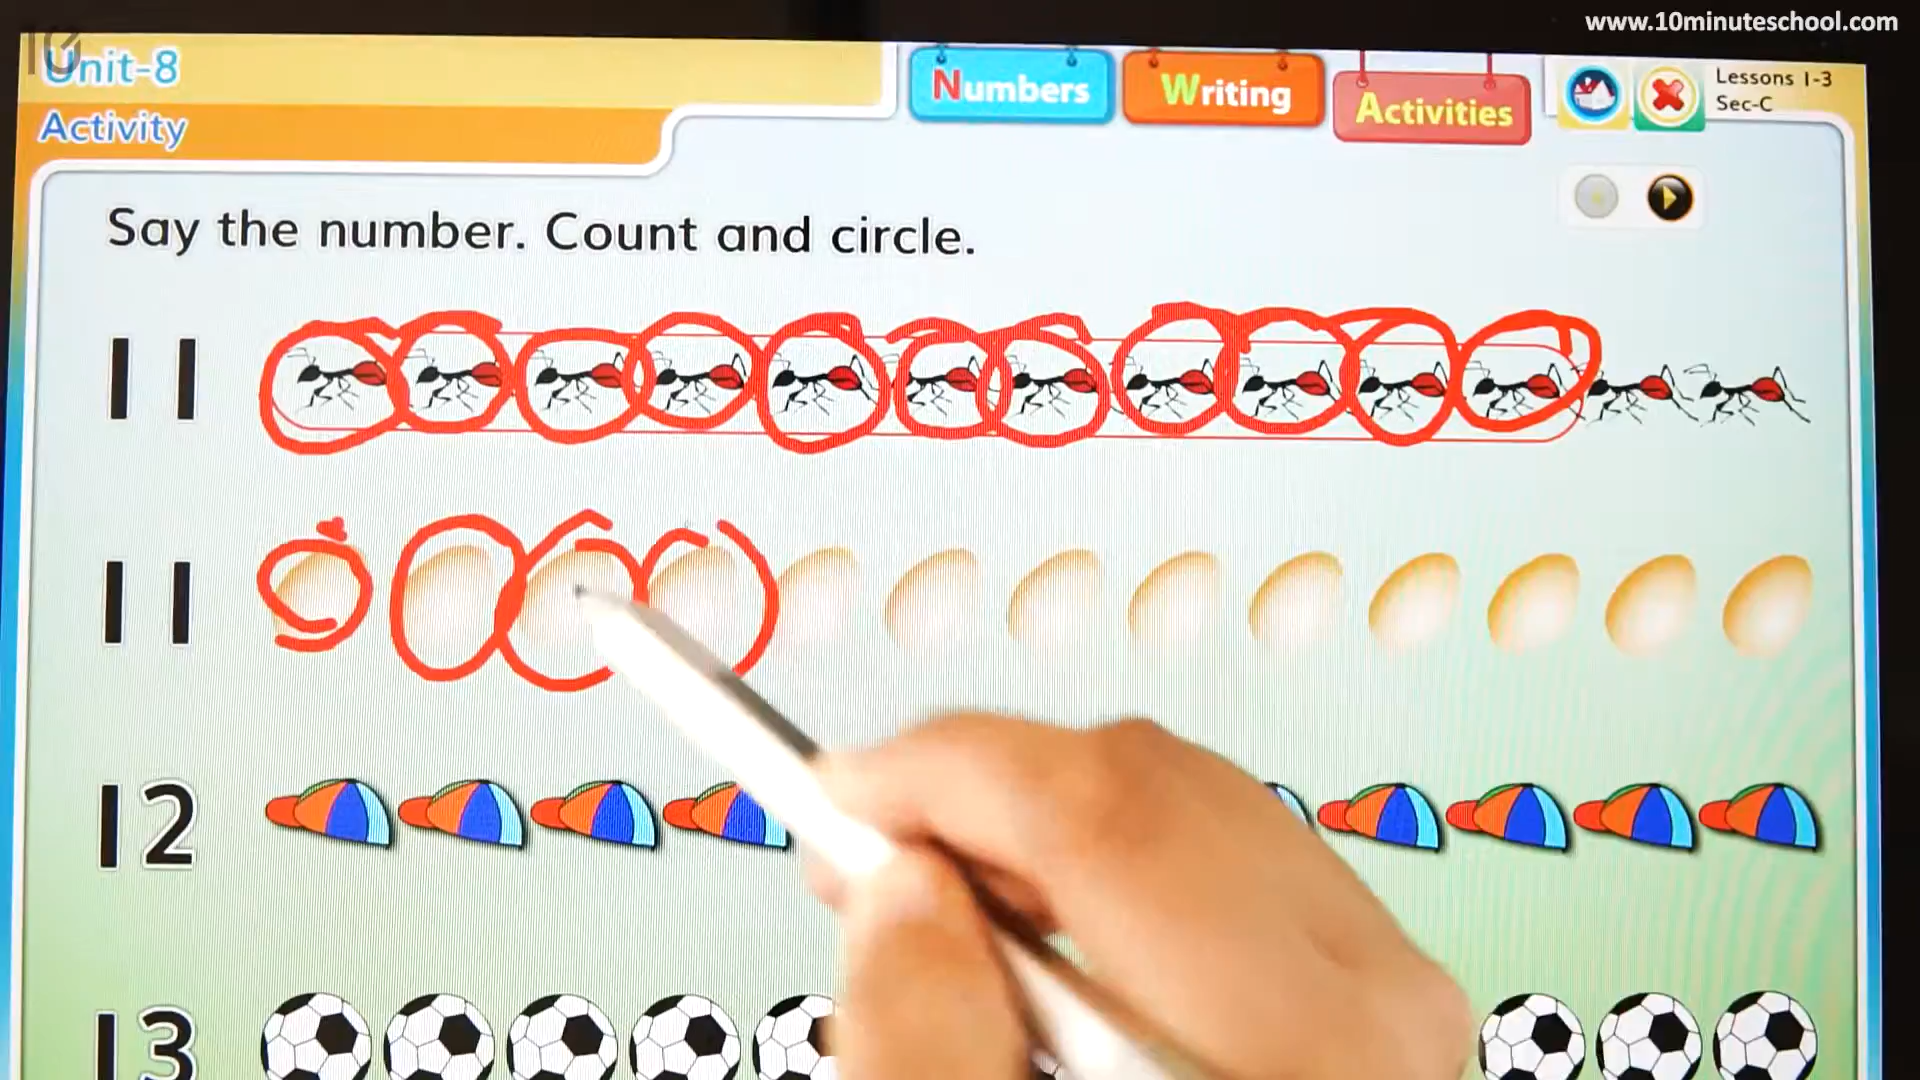 www.10minuteschool.com
10
Unit-8
Numbers
Writing
Activities
Lessons 1-3
Sec-C
Activity
Say the number. Count and circle.
11
11
12
13